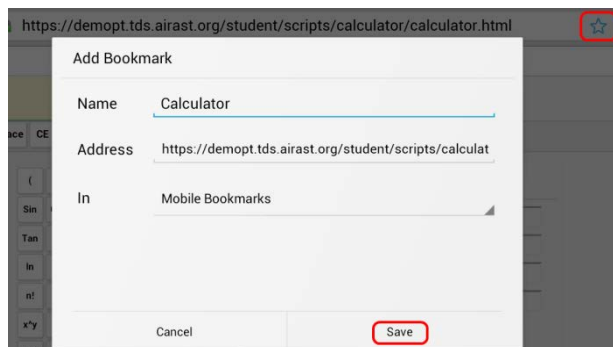 https://demopt.tds.airast.org/student/scripts/calculator/calculator.html
Add Bookmark
Name Calculator
Address https://demopt.tds.airast.org/student/scripts/calculat
In Mobile Bookmarks
ace CE
(
Sin
Tan
ln
n!
x^y
Cancel Save